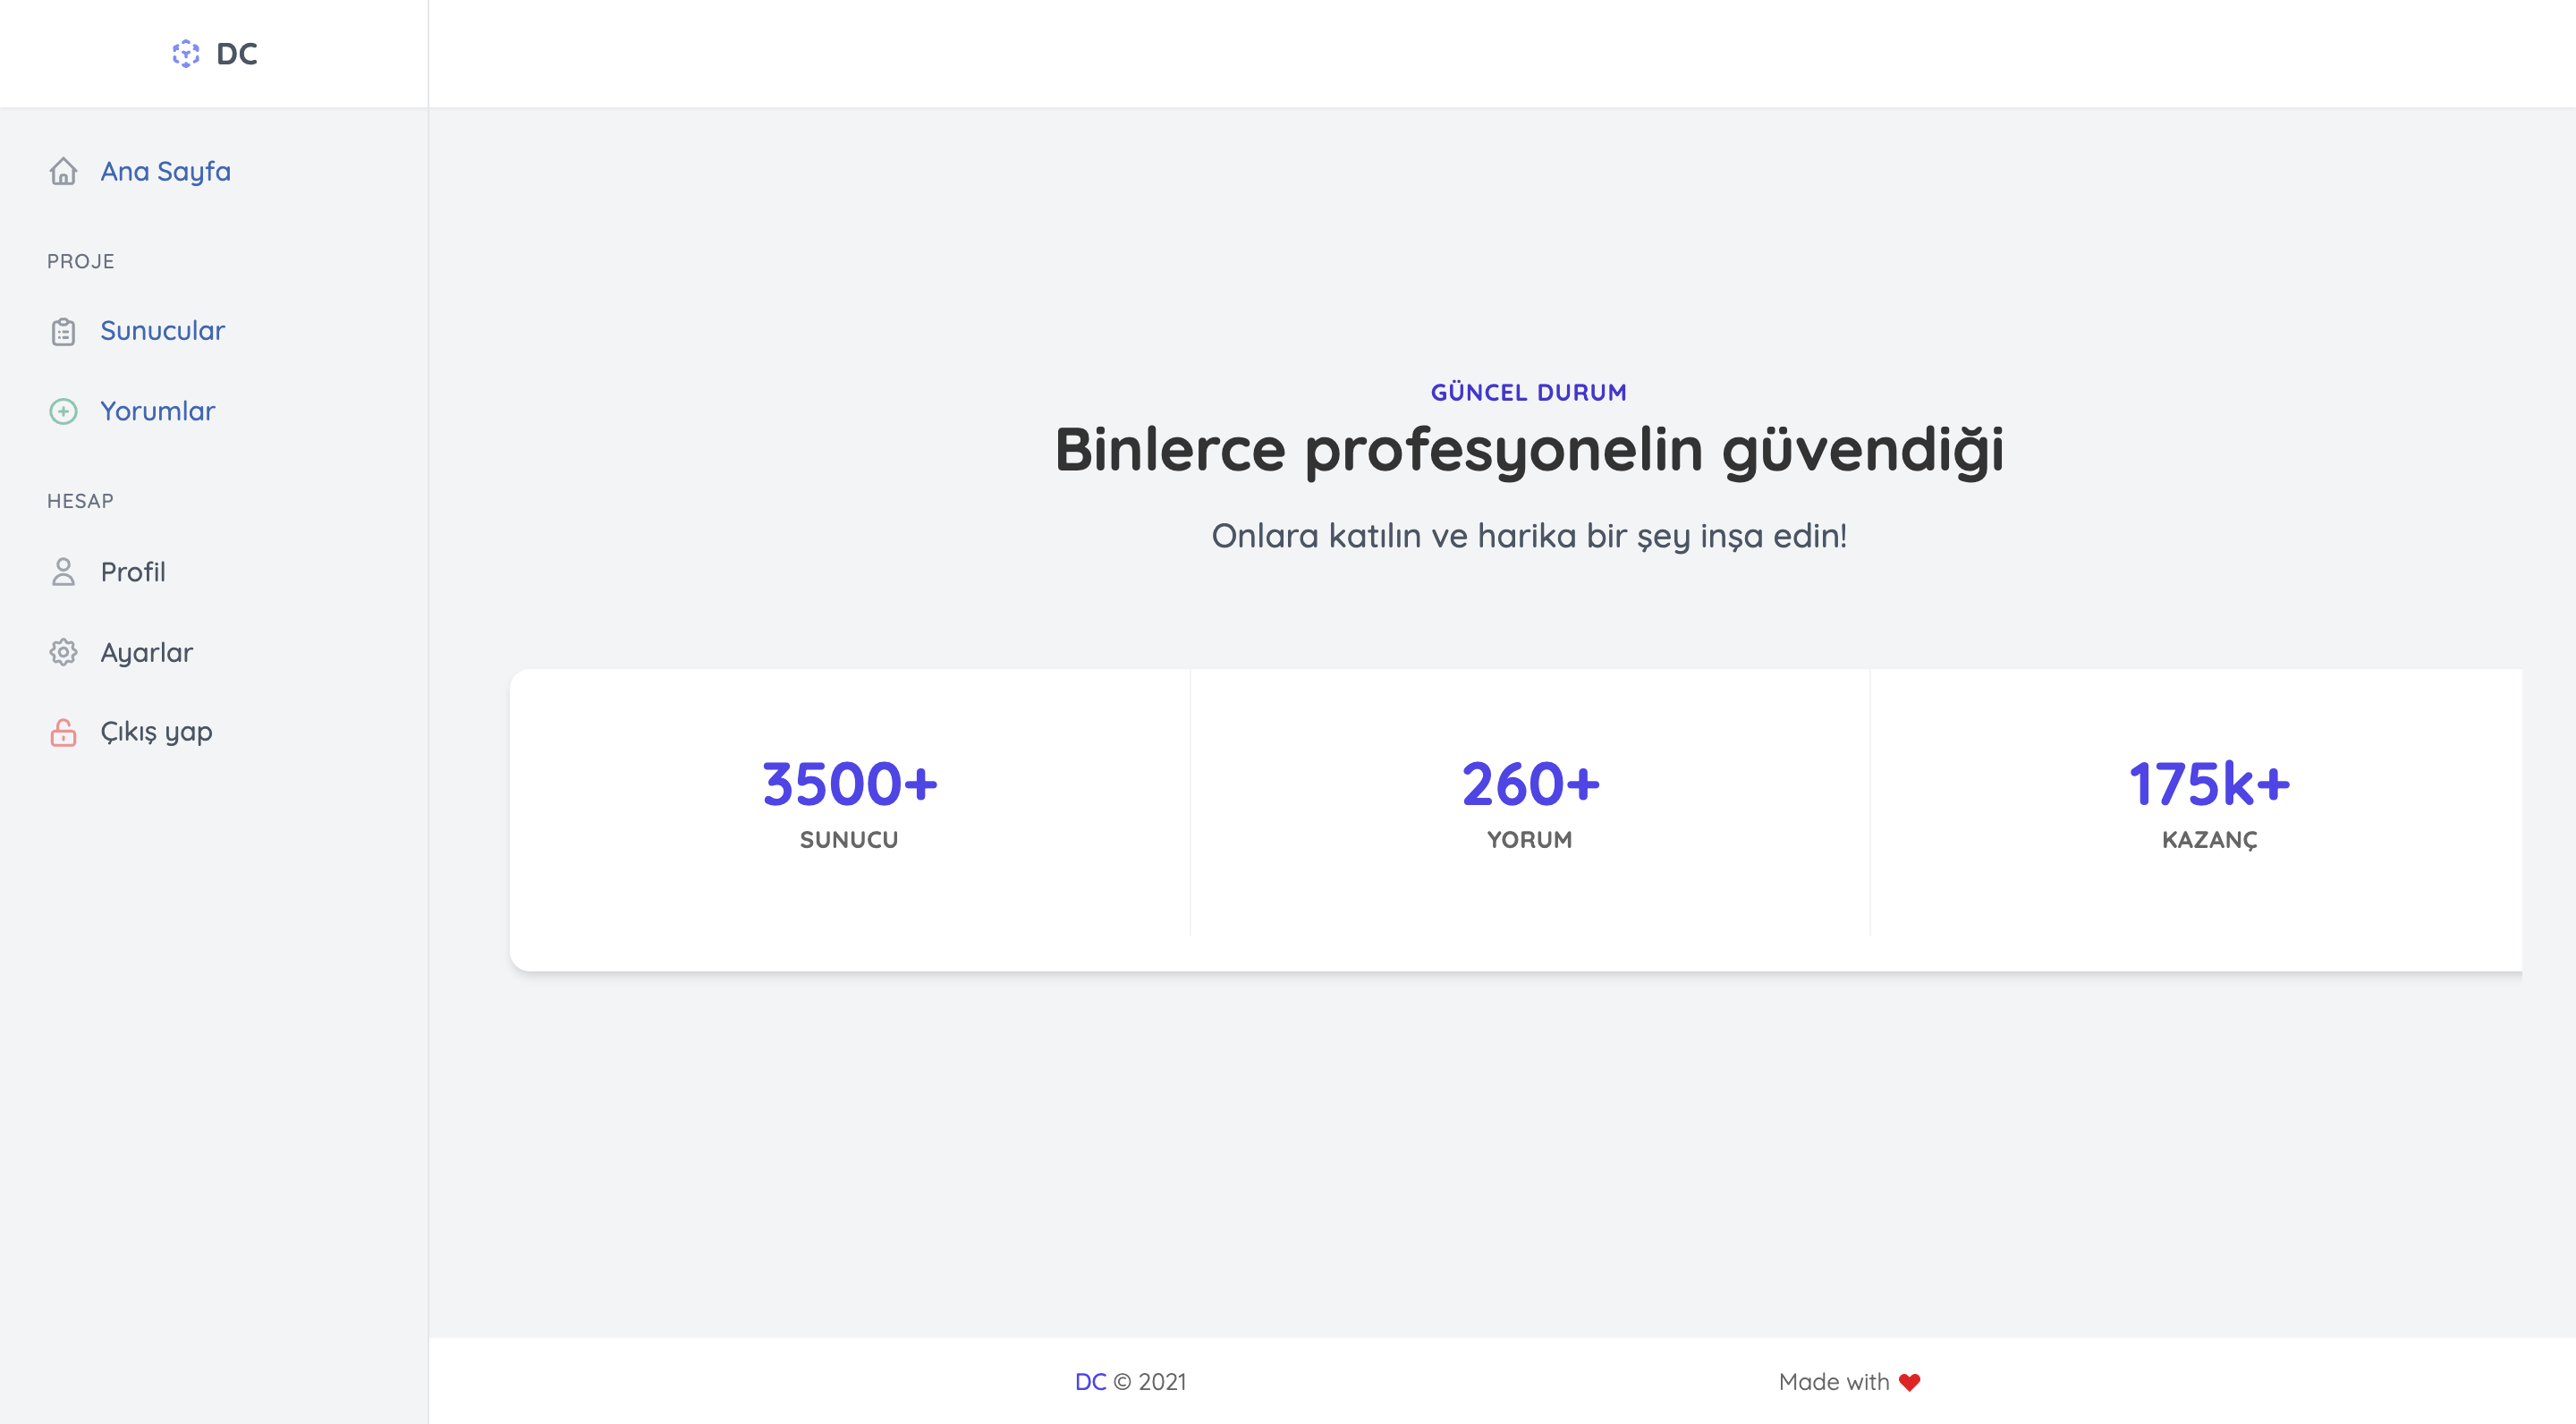 DC
Ana Sayfa
PROJE
Sunucular
Yorumlar
HESAP
Profil
Ayarlar
Çıkış yap
GÜNCEL DURUM
Binlerce profesyonelin güvendiği
Onlara katılın ve harika bir şey inşa edin!
3500+
SUNUCU
260+
YORUM
175k+
KAZANÇ
DC © 2021
Made with